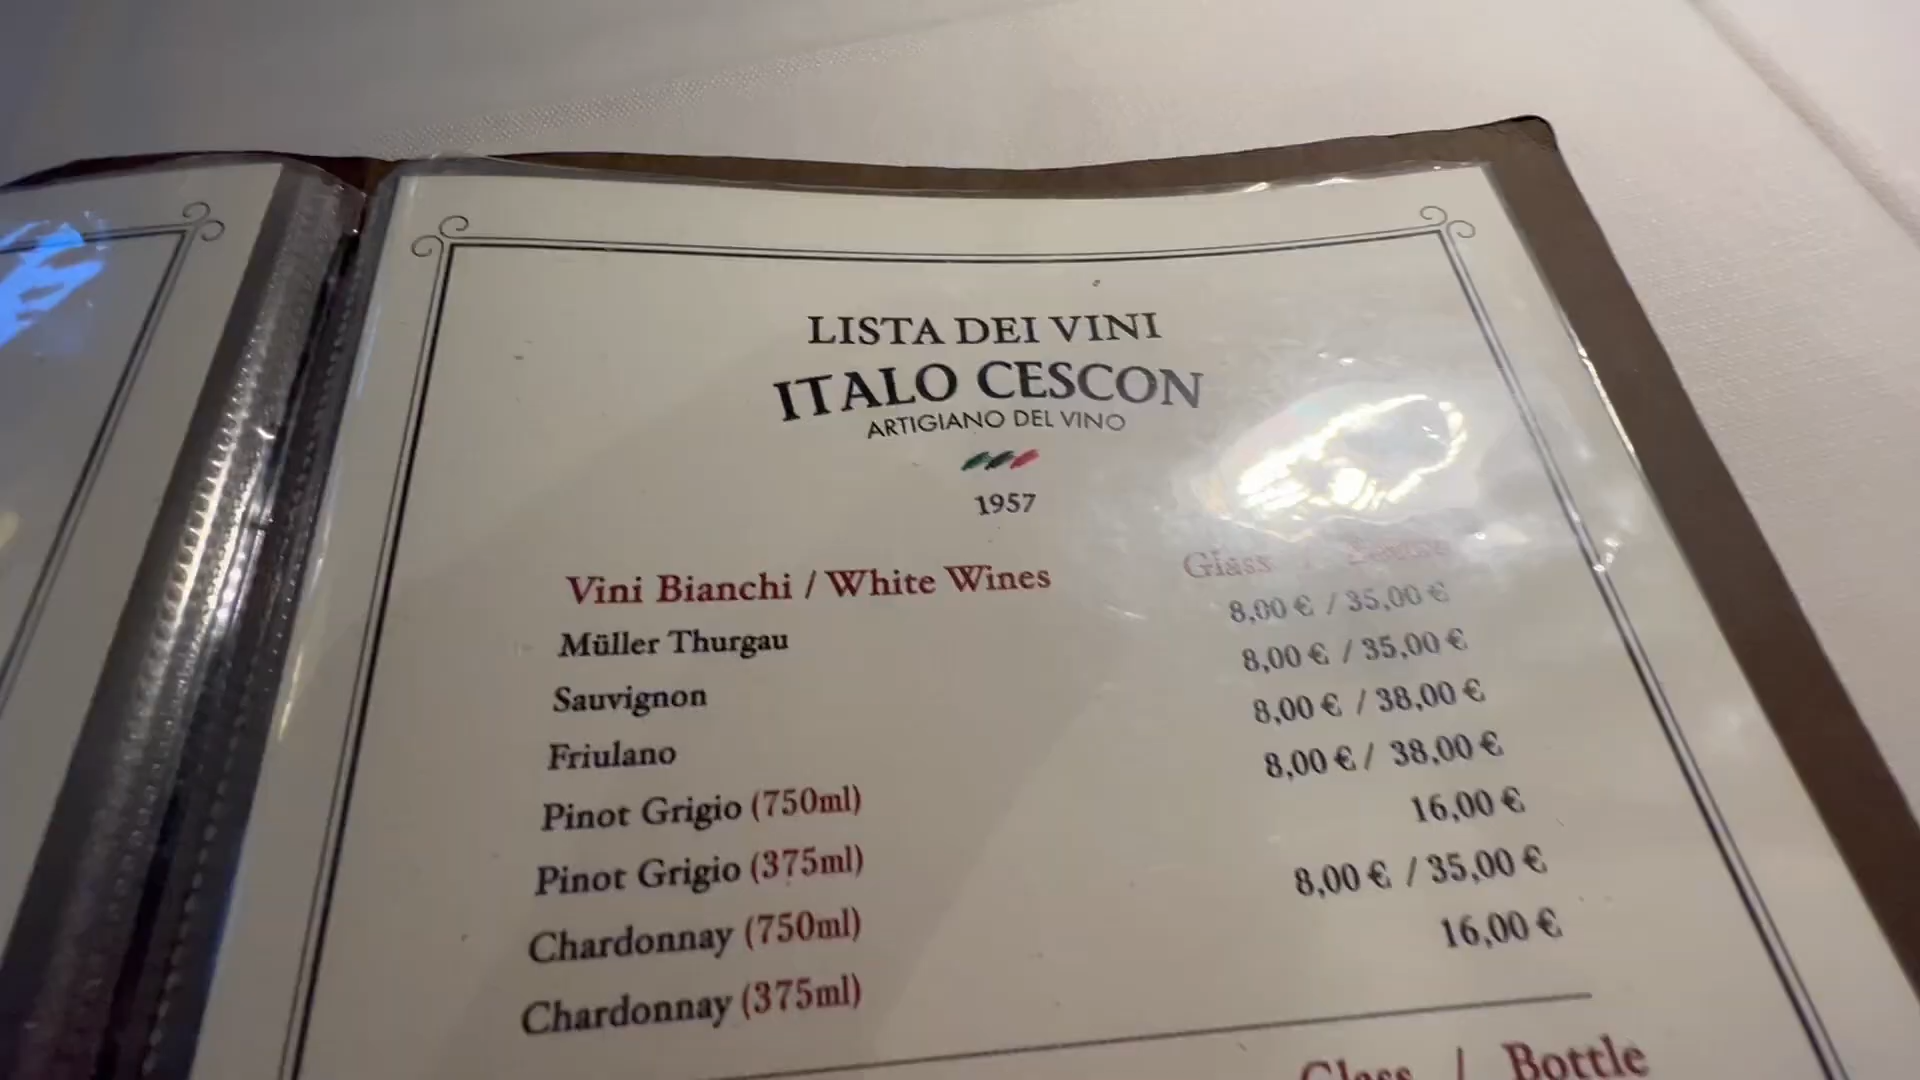 LISTA DEI VINI
ITALO CESCON
ARTIGIANO DEL VINO
1957
Vini Bianchi / White Wines Glass / Bottle
Müller Thurgau 8,00 € / 35,00 €
Sauvignon 8,00 € / 35,00 €
Friulano 8,00 € / 38,00 €
Pinot Grigio (750ml) 8,00 € / 38,00 €
Pinot Grigio (375ml) 16,00 €
Chardonnay (750ml) 8,00 € / 35,00 €
Chardonnay (375ml) 16,00 €
Glass / Bottle